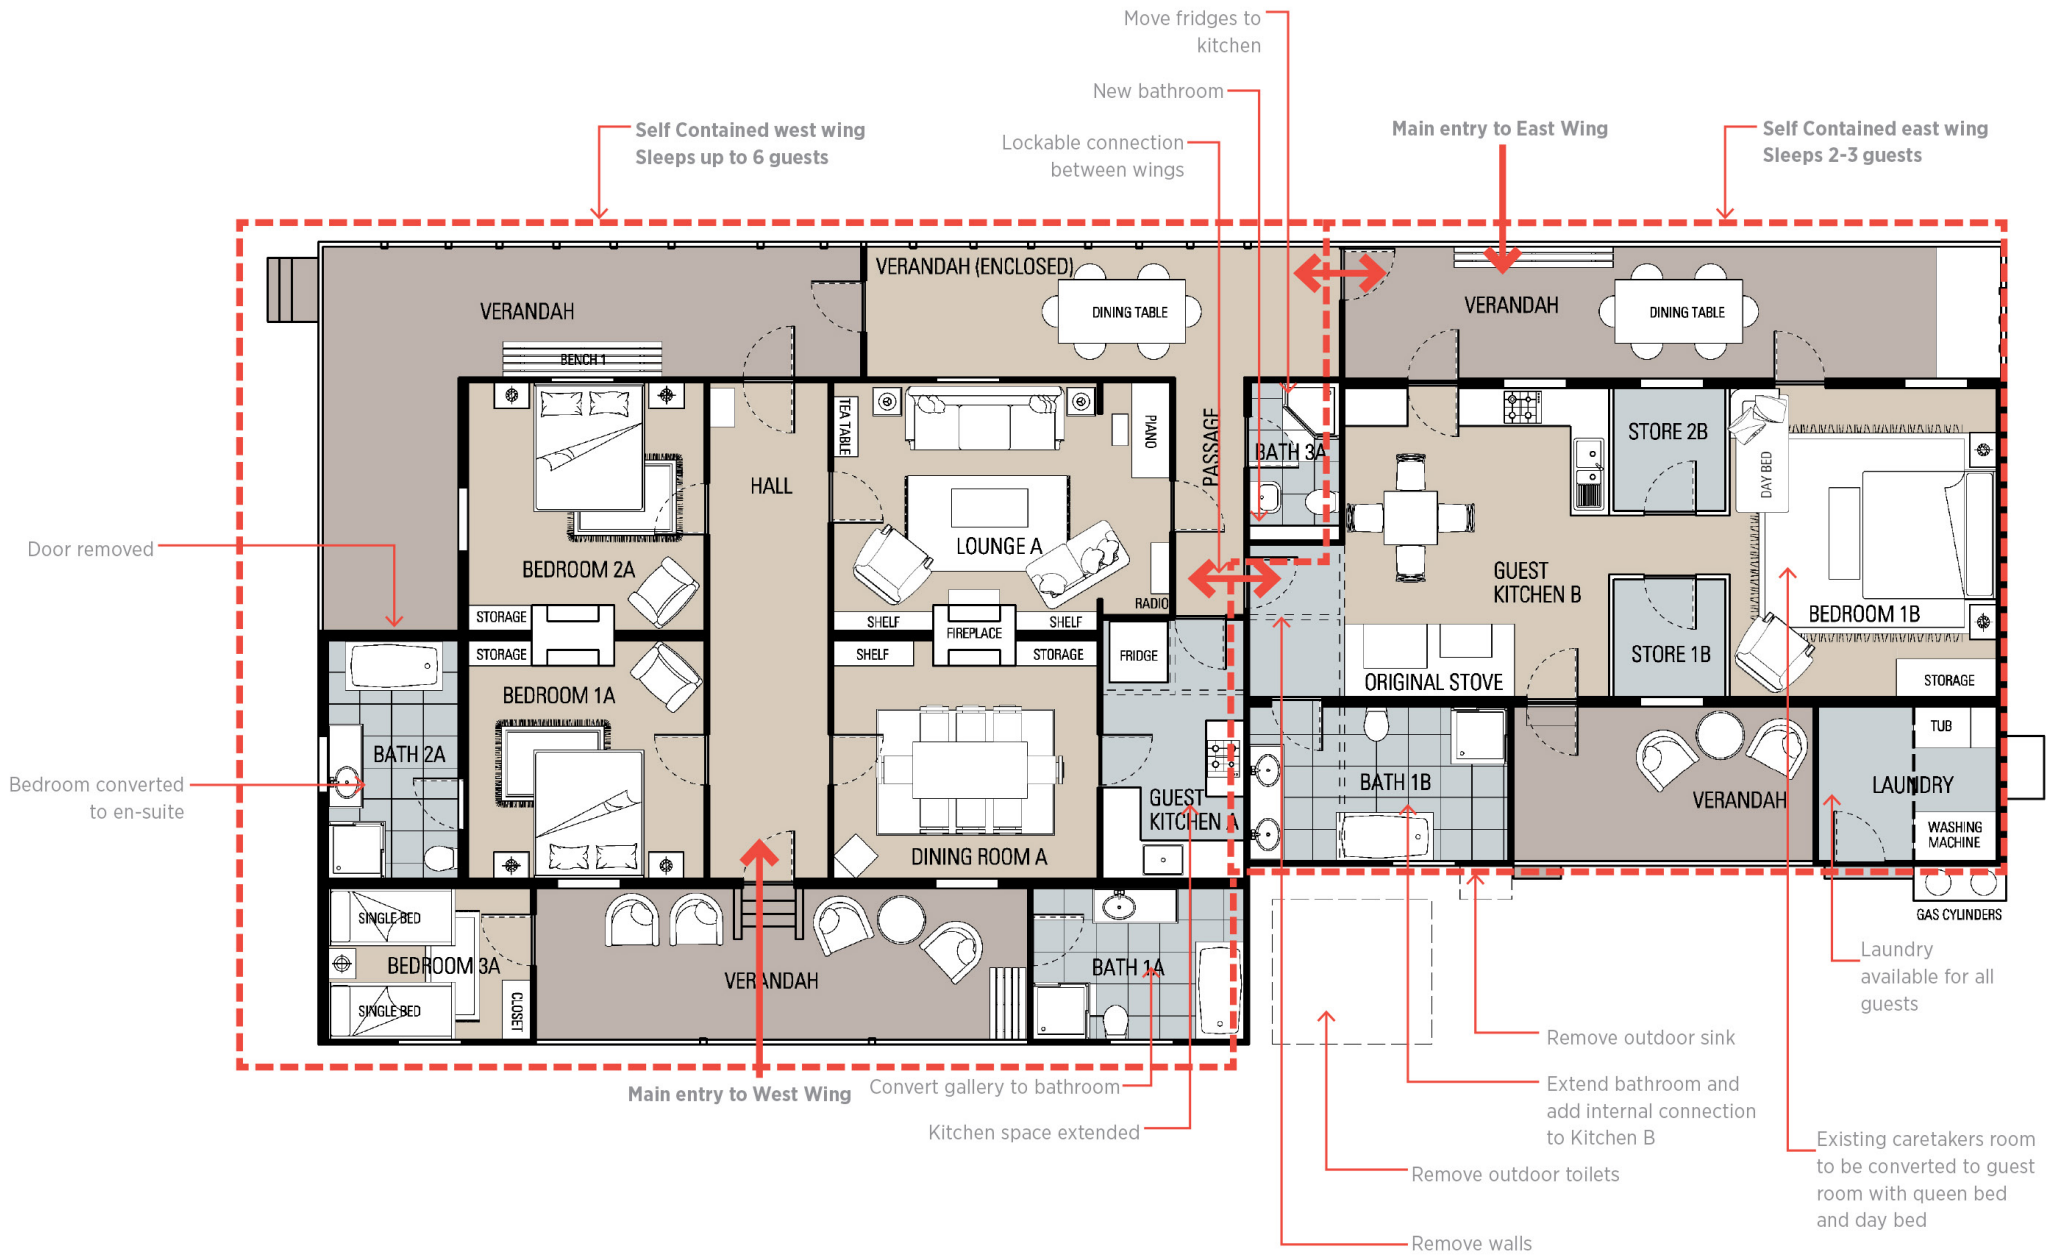 Move fridges to
kitchen
New bathroom
Lockable connection
between wings
Self Contained west wing
Sleeps up to 6 guests
Main entry to East Wing
Self Contained east wing
Sleeps 2-3 guests
VERANDAH
VERANDAH (ENCLOSED)
DINING TABLE
VERANDAH
DINING TABLE
BENCH 1
TEA TABLE
PIANO
PASSAGE
HALL
BATH 3A
STORE 2B
DAY BED
Door removed
BEDROOM 2A
LOUNGE A
GUEST
KITCHEN B
BEDROOM 1B
RADIO
STORAGE
SHELF
FIREPLACE
SHELF
STORAGE
SHELF
STORAGE
FRIDGE
STORE 1B
ORIGINAL STOVE
STORAGE
BEDROOM 1A
BATH 2A
Bedroom converted
to en-suite
GUEST
KITCHEN A
BATH 1B
VERANDAH
LAUNDRY
TUB
WASHING
MACHINE
DINING ROOM A
SINGLE BED
BEDROOM 3A
SINGLE BED
CLOSET
VERANDAH
BATH 1A
GAS CYLINDERS
Laundry
available for all
guests
Remove outdoor sink
Main entry to West Wing
Convert gallery to bathroom
Kitchen space extended
Extend bathroom and
add internal connection
to Kitchen B
Remove outdoor toilets
Existing caretakers room
to be converted to guest
room with queen bed
and day bed
Remove walls